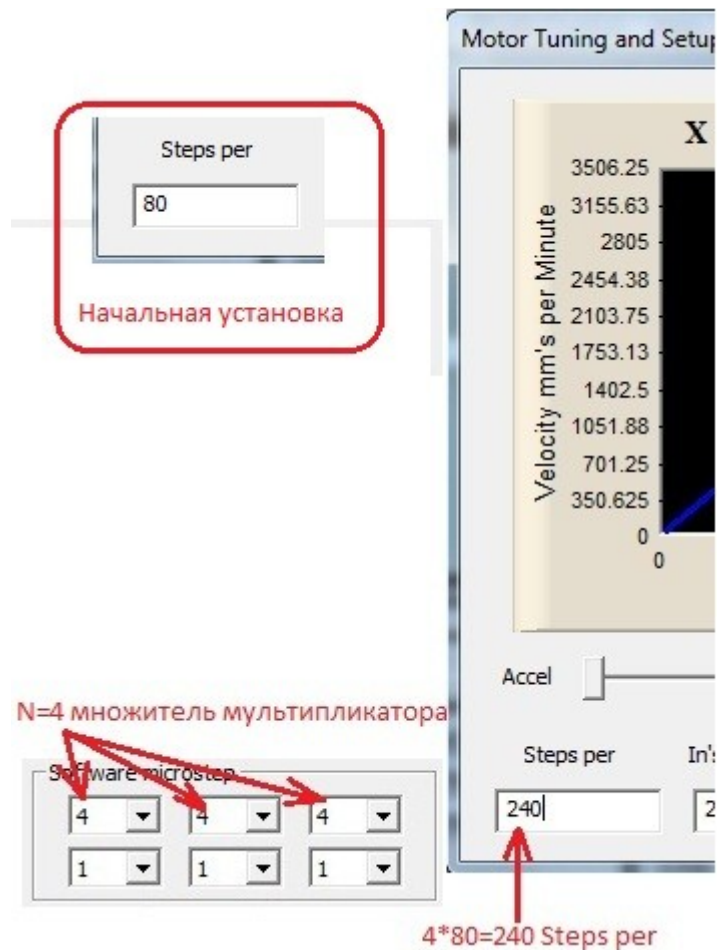 Steps per
80
Начальная установка
N=4 множитель мультипликатора
Software microstep
4 4 4
1 1 1
Motor Tuning and Setup
X
Velocity mm's per Minute
3506.25
3155.63
2805
2454.38
2103.75
1753.13
1402.5
1051.88
701.25
350.625
0
0
Accel
Steps per In's
240 2
4*80=240 Steps per